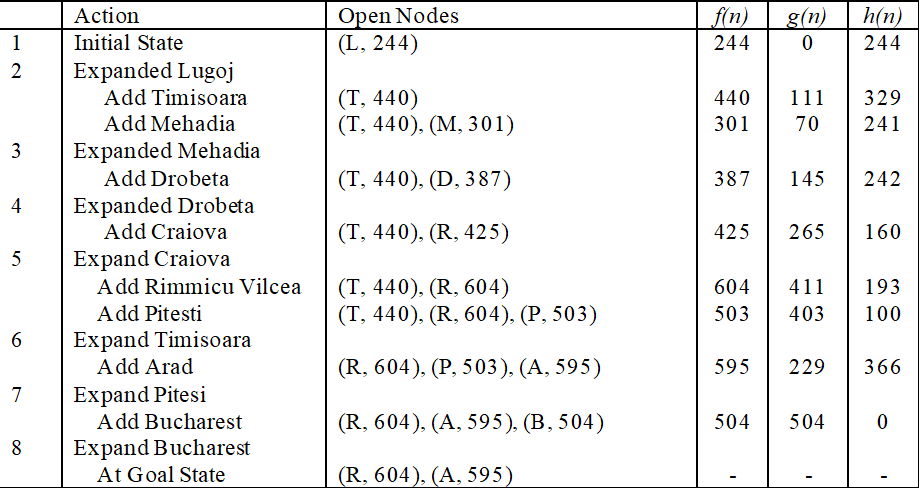 Action Open Nodes f(n) g(n) h(n)
1 Initial State (L, 244) 244 0 244
2 Expanded Lugoj
Add Timisoara (T, 440) 440 111 329
Add Mehadia (T, 440), (M, 301) 301 70 241
3 Expanded Mehadia
Add Drobeta (T, 440), (D, 387) 387 145 242
4 Expanded Drobeta
Add Craiova (T, 440), (R, 425) 425 265 160
5 Expand Craiova
Add Rimmicu Vilcea (T, 440), (R, 604) 604 411 193
Add Pitesti (T, 440), (R, 604), (P, 503) 503 403 100
6 Expand Timisoara
Add Arad (R, 604), (P, 503), (A, 595) 595 229 366
7 Expand Pitesi
Add Bucharest (R, 604), (A, 595), (B, 504) 504 504 0
8 Expand Bucharest
At Goal State (R, 604), (A, 595) - - -